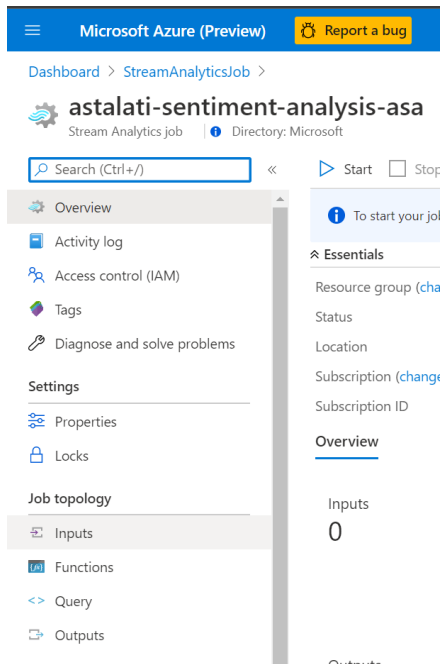 Microsoft Azure (Preview)
Report a bug
Dashboard > StreamAnalyticsJob >
astalati-sentiment-analysis-asa
Stream Analytics job
Directory: Microsoft
Search (Ctrl+/)
«
Start
Stop
Overview
To start your job
Activity log
Essentials
Access control (IAM)
Resource group (cha
Tags
Status
Diagnose and solve problems
Location
Settings
Subscription (change
Properties
Subscription ID
Locks
Overview
Job topology
Inputs
0
Inputs
Functions
Query
Outputs
Outputs